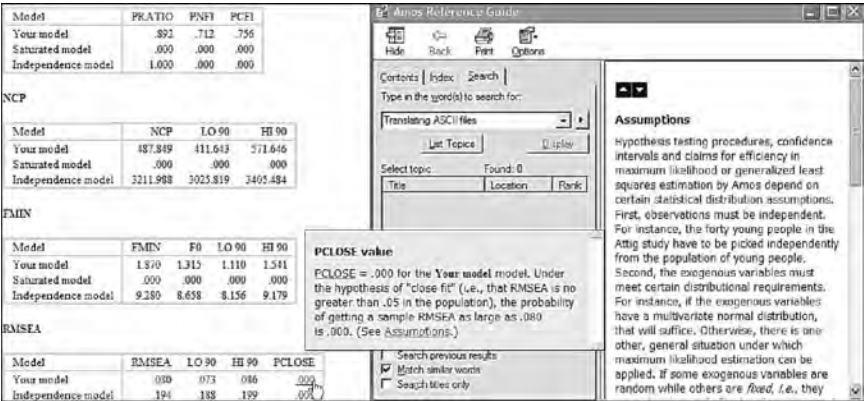 Model PRATIO PNFI PCFI
Your model .892 .712 .756
Saturated model .000 .000 .000
Independence model 1.000 .000 .000
NCP
Model NCP LO 90 HI 90
Your model 487.849 411.643 571.646
Saturated model .000 .000 .000
Independence model 3211.988 3025.819 3405.484
FMIN
Model FMIN F0 LO 90 HI 90
Your model 1.870 1.315 1.110 1.541
Saturated model .000 .000 .000 .000
Independence model 9.280 8.658 8.156 9.179
RMSEA
Model RMSEA LO 90 HI 90 PCLOSE
Your model .080 .073 .086 .000
Independence model .194 .188 .199
Amos Reference Guide
Hide Back Print Options
Contents Index Search
Type in the word(s) to search for:
Translating ASCII files
List Topics Display
Select topic: Found: 0
Title Location Rank
PCLOSE value
PCLOSE = .000 for the Your model model. Under
the hypothesis of "close fit" (i.e., that RMSEA is no
greater than .05 in the population), the probability
of getting a sample RMSEA as large as .080
is .000. (See Assumptions.)
Search previous results
Match similar words
Search titles only
Assumptions
Hypothesis testing procedures, confidence
intervals and claims for efficiency in
maximum likelihood or generalized least
squares estimation by Amos depend on
certain statistical distribution assumptions.
First, observations must be independent.
For instance, the forty young people in the
Attig study have to be picked independently
from the population of young people.
Second, the exogenous variables must
meet certain distributional requirements.
For instance, if the exogenous variables
have a multivariate normal distribution,
that will suffice. Otherwise, there is one
other, general situation under which
maximum likelihood estimation can be
applied. If some exogenous variables are
random while others are fixed, i.e., they